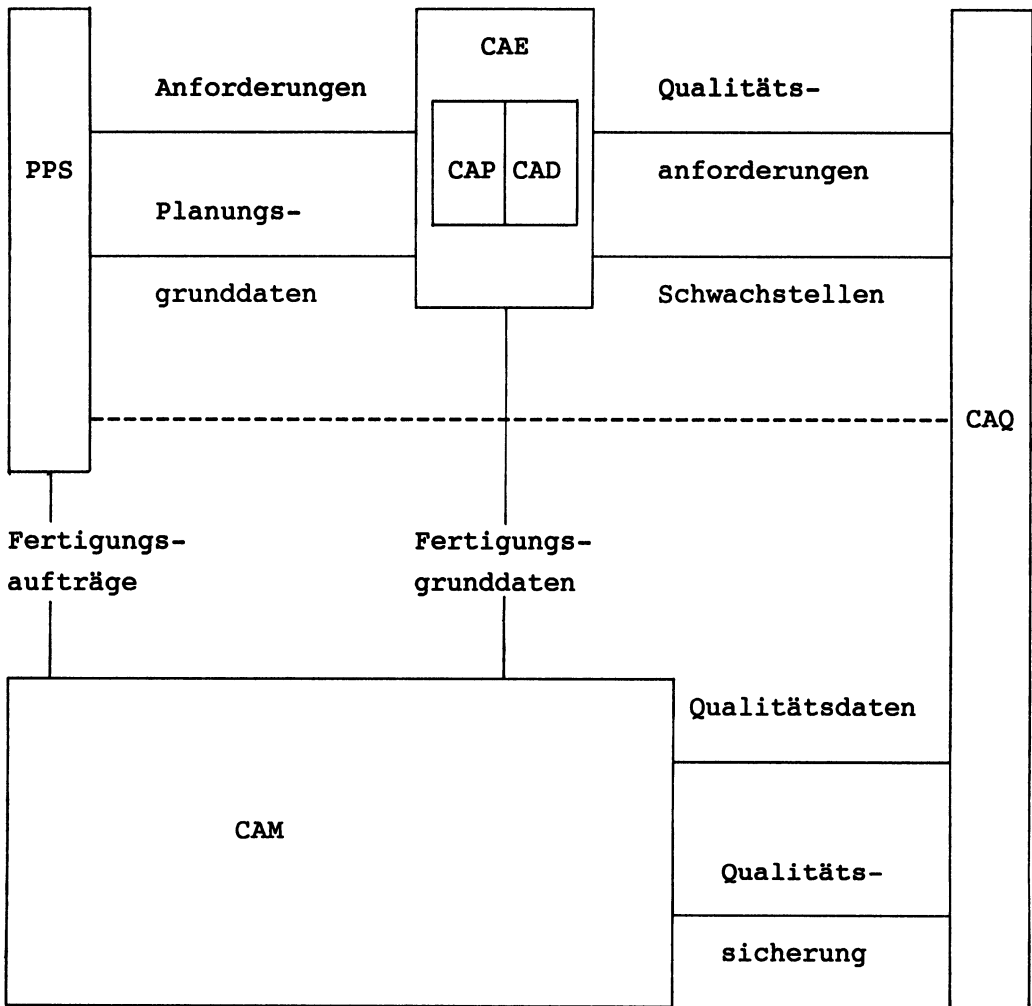 CAE
Anforderungen
Qualitäts-
PPS
CAP
CAD
anforderungen
Planungs-
grunddaten
Schwachstellen
CAQ
Fertigungs-
aufträge
Fertigungs-
grunddaten
Qualitätsdaten
CAM
Qualitäts-
sicherung